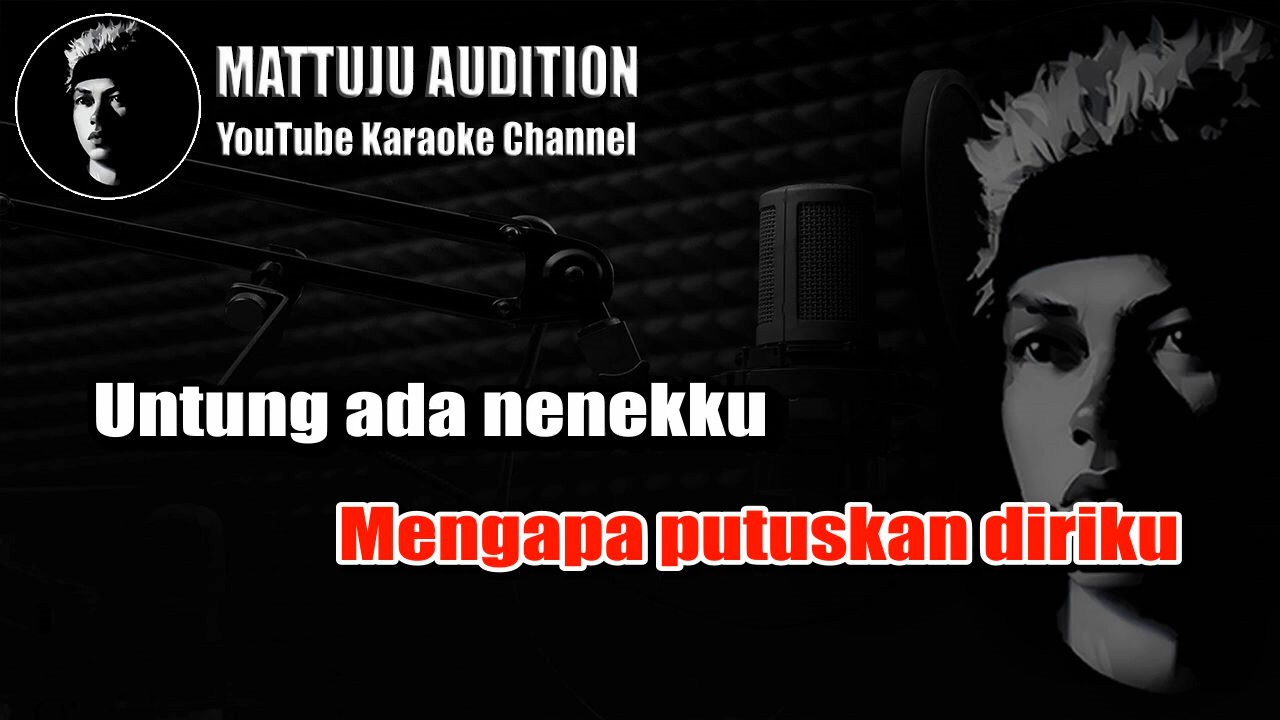 MATTUJU AUDITION
YouTube Karaoke Channel
Untung ada nenekku
Mengapa putuskan diriku